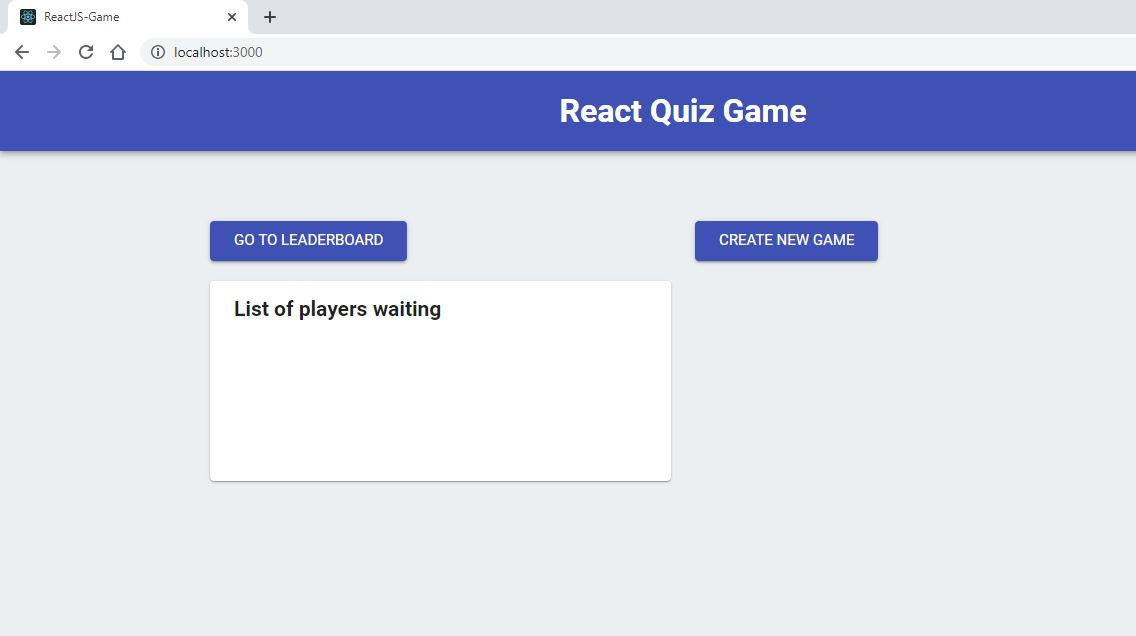 ReactJS-Game
localhost:3000
React Quiz Game
GO TO LEADERBOARD
CREATE NEW GAME
List of players waiting